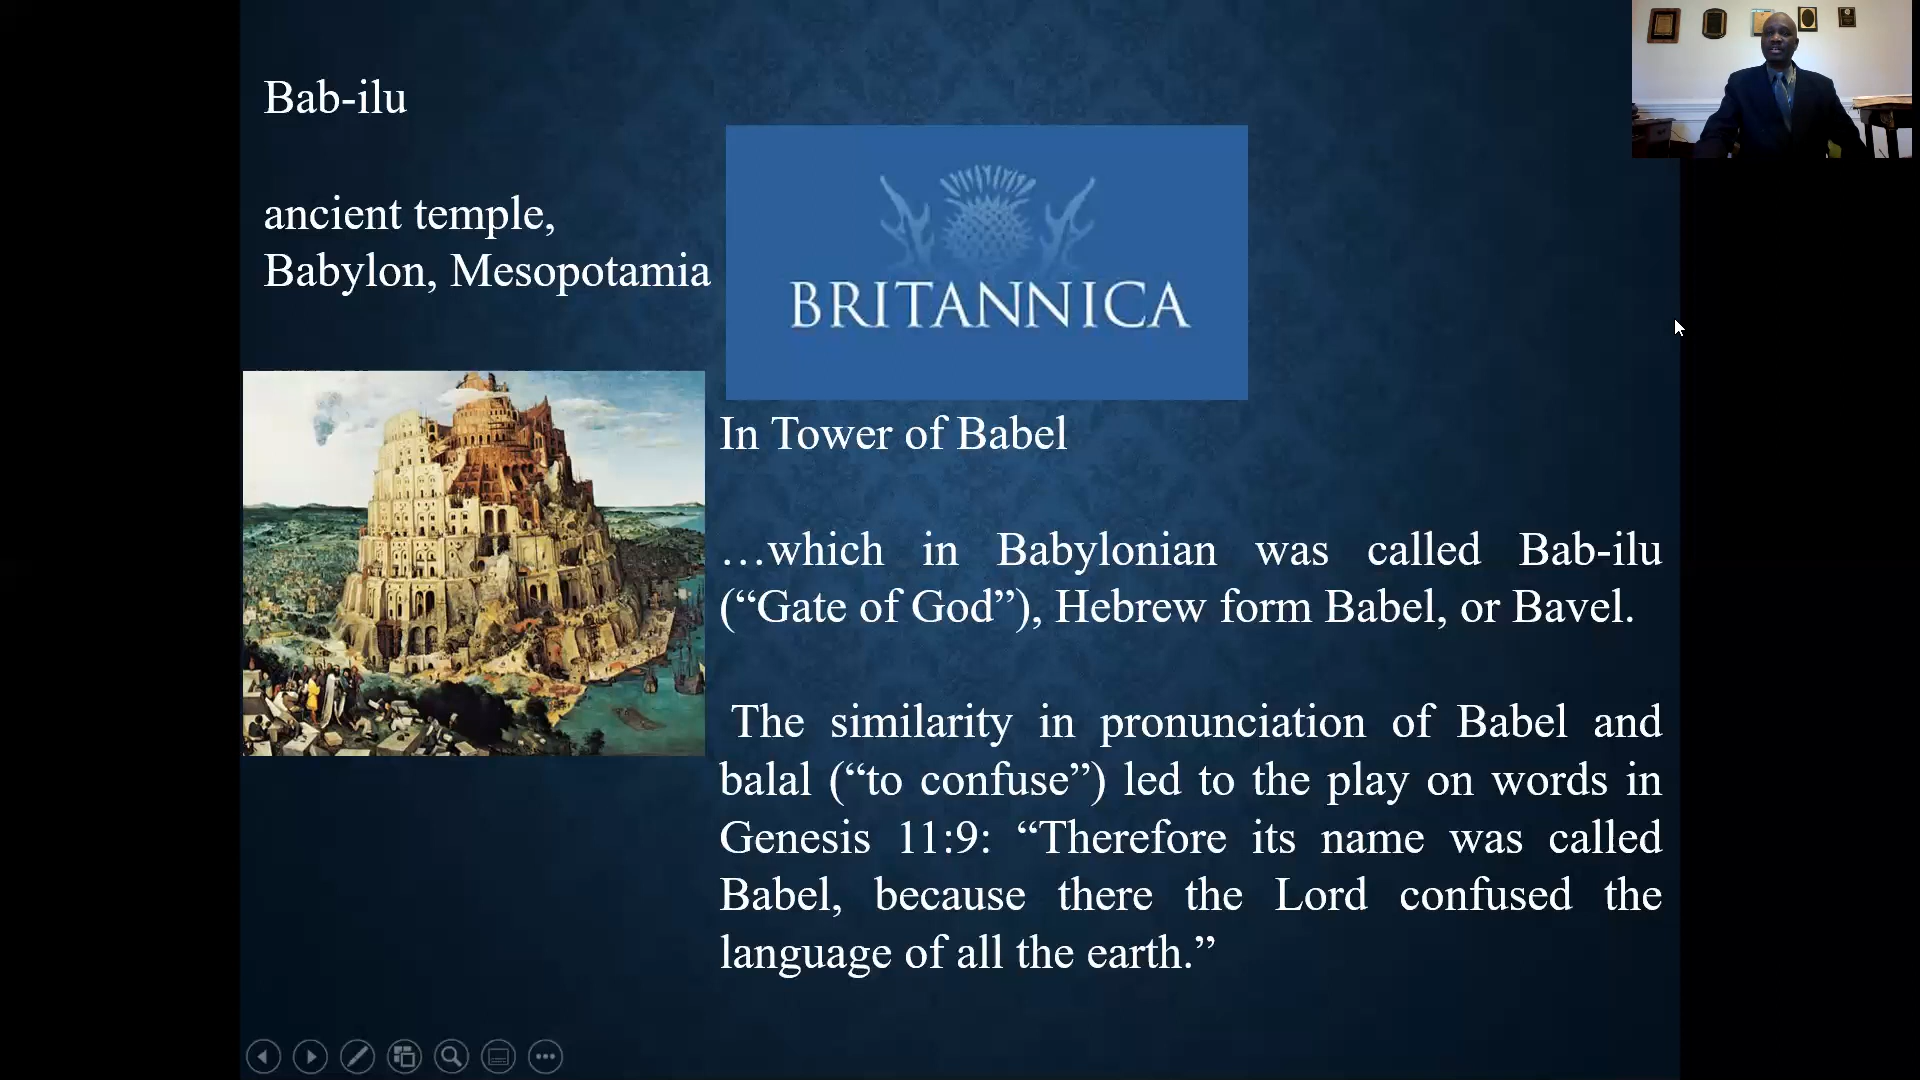 Bab-ilu
ancient temple,
Babylon, Mesopotamia
BRITANNICA
In Tower of Babel
…which in Babylonian was called Bab-ilu
(“Gate of God”), Hebrew form Babel, or Bavel.
The similarity in pronunciation of Babel and
balal (“to confuse”) led to the play on words in
Genesis 11:9: “Therefore its name was called
Babel, because there the Lord confused the
language of all the earth.”